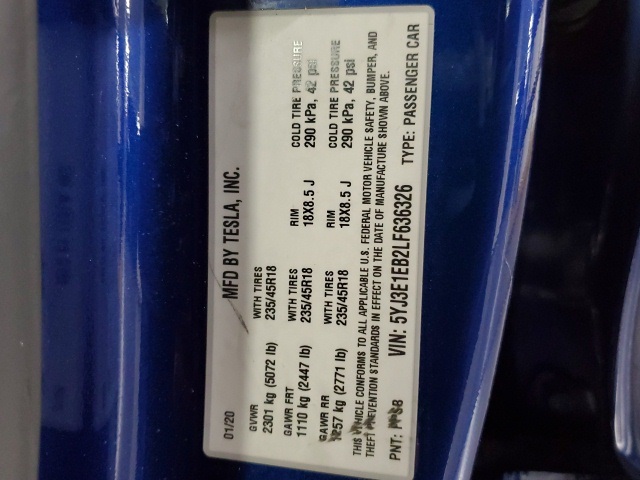 MFD BY TESLA, INC.
01/20
GVWR WITH TIRES
2301 kg (5072 lb) 235/45R18
GAWR FRT WITH TIRES RIM COLD TIRE PRESSURE
1110 kg (2447 lb) 235/45R18 18X8.5 J 290 kPa, 42 psi
GAWR RR WITH TIRES RIM COLD TIRE PRESSURE
1257 kg (2771 lb) 235/45R18 18X8.5 J 290 kPa, 42 psi
THIS VEHICLE CONFORMS TO ALL APPLICABLE U.S. FEDERAL MOTOR VEHICLE SAFETY, BUMPER, AND
THEFT PREVENTION STANDARDS IN EFFECT ON THE DATE OF MANUFACTURE SHOWN ABOVE.
PNT: VIN: 5YJ3E1EB2LF636326 TYPE: PASSENGER CAR